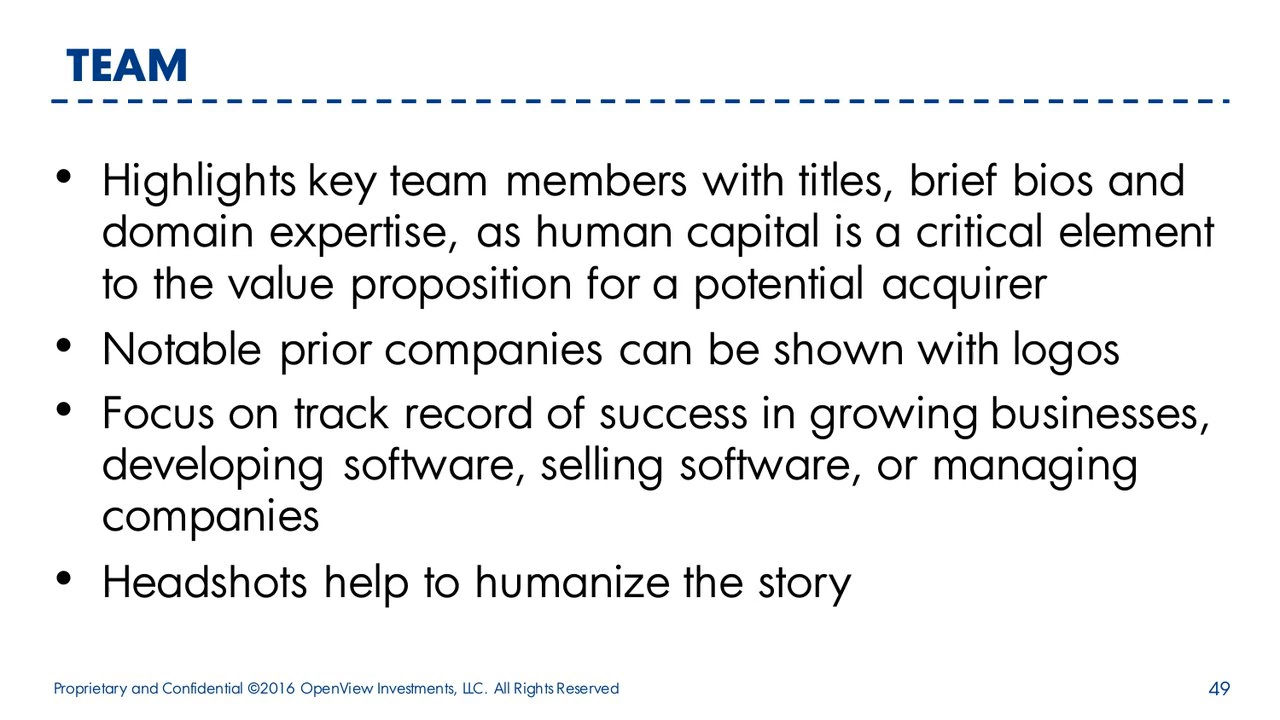 TEAM
• Highlights key team members with titles, brief bios and
domain expertise, as human capital is a critical element
to the value proposition for a potential acquirer
• Notable prior companies can be shown with logos
• Focus on track record of success in growing businesses,
developing software, selling software, or managing
companies
• Headshots help to humanize the story
Proprietary and Confidential ©2016 OpenView Investments, LLC. All Rights Reserved
49